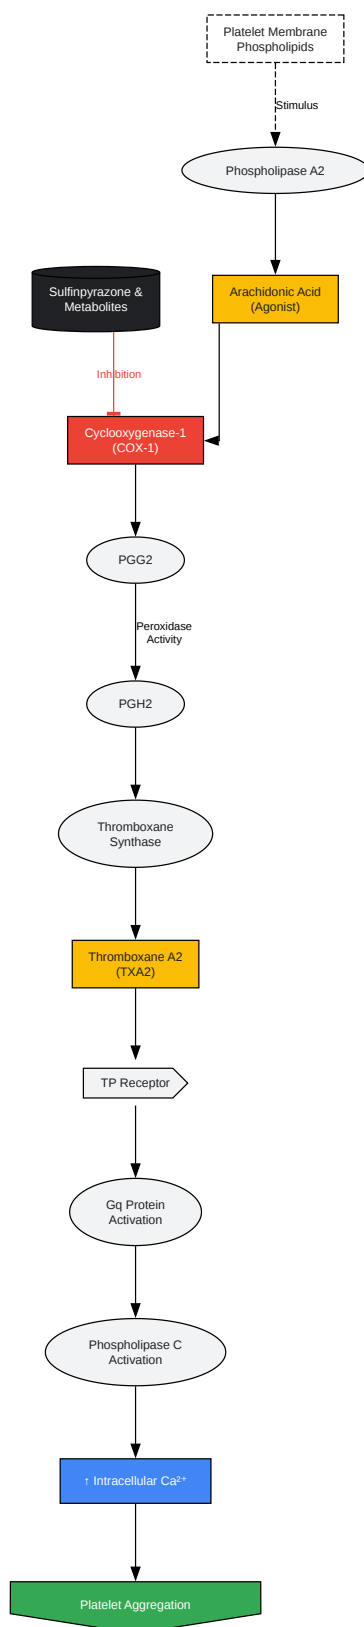 Platelet Membrane
Phospholipids
Stimulus
Phospholipase A2
Sulfinpyrazone &
Metabolites
Arachidonic Acid
(Agonist)
Inhibition
Cyclooxygenase-1
(COX-1)
PGG2
Peroxidase
Activity
PGH2
Thromboxane
Synthase
Thromboxane A2
(TXA2)
TP Receptor
Gq Protein
Activation
Phospholipase C
Activation
↑ Intracellular Ca²⁺
Platelet Aggregation